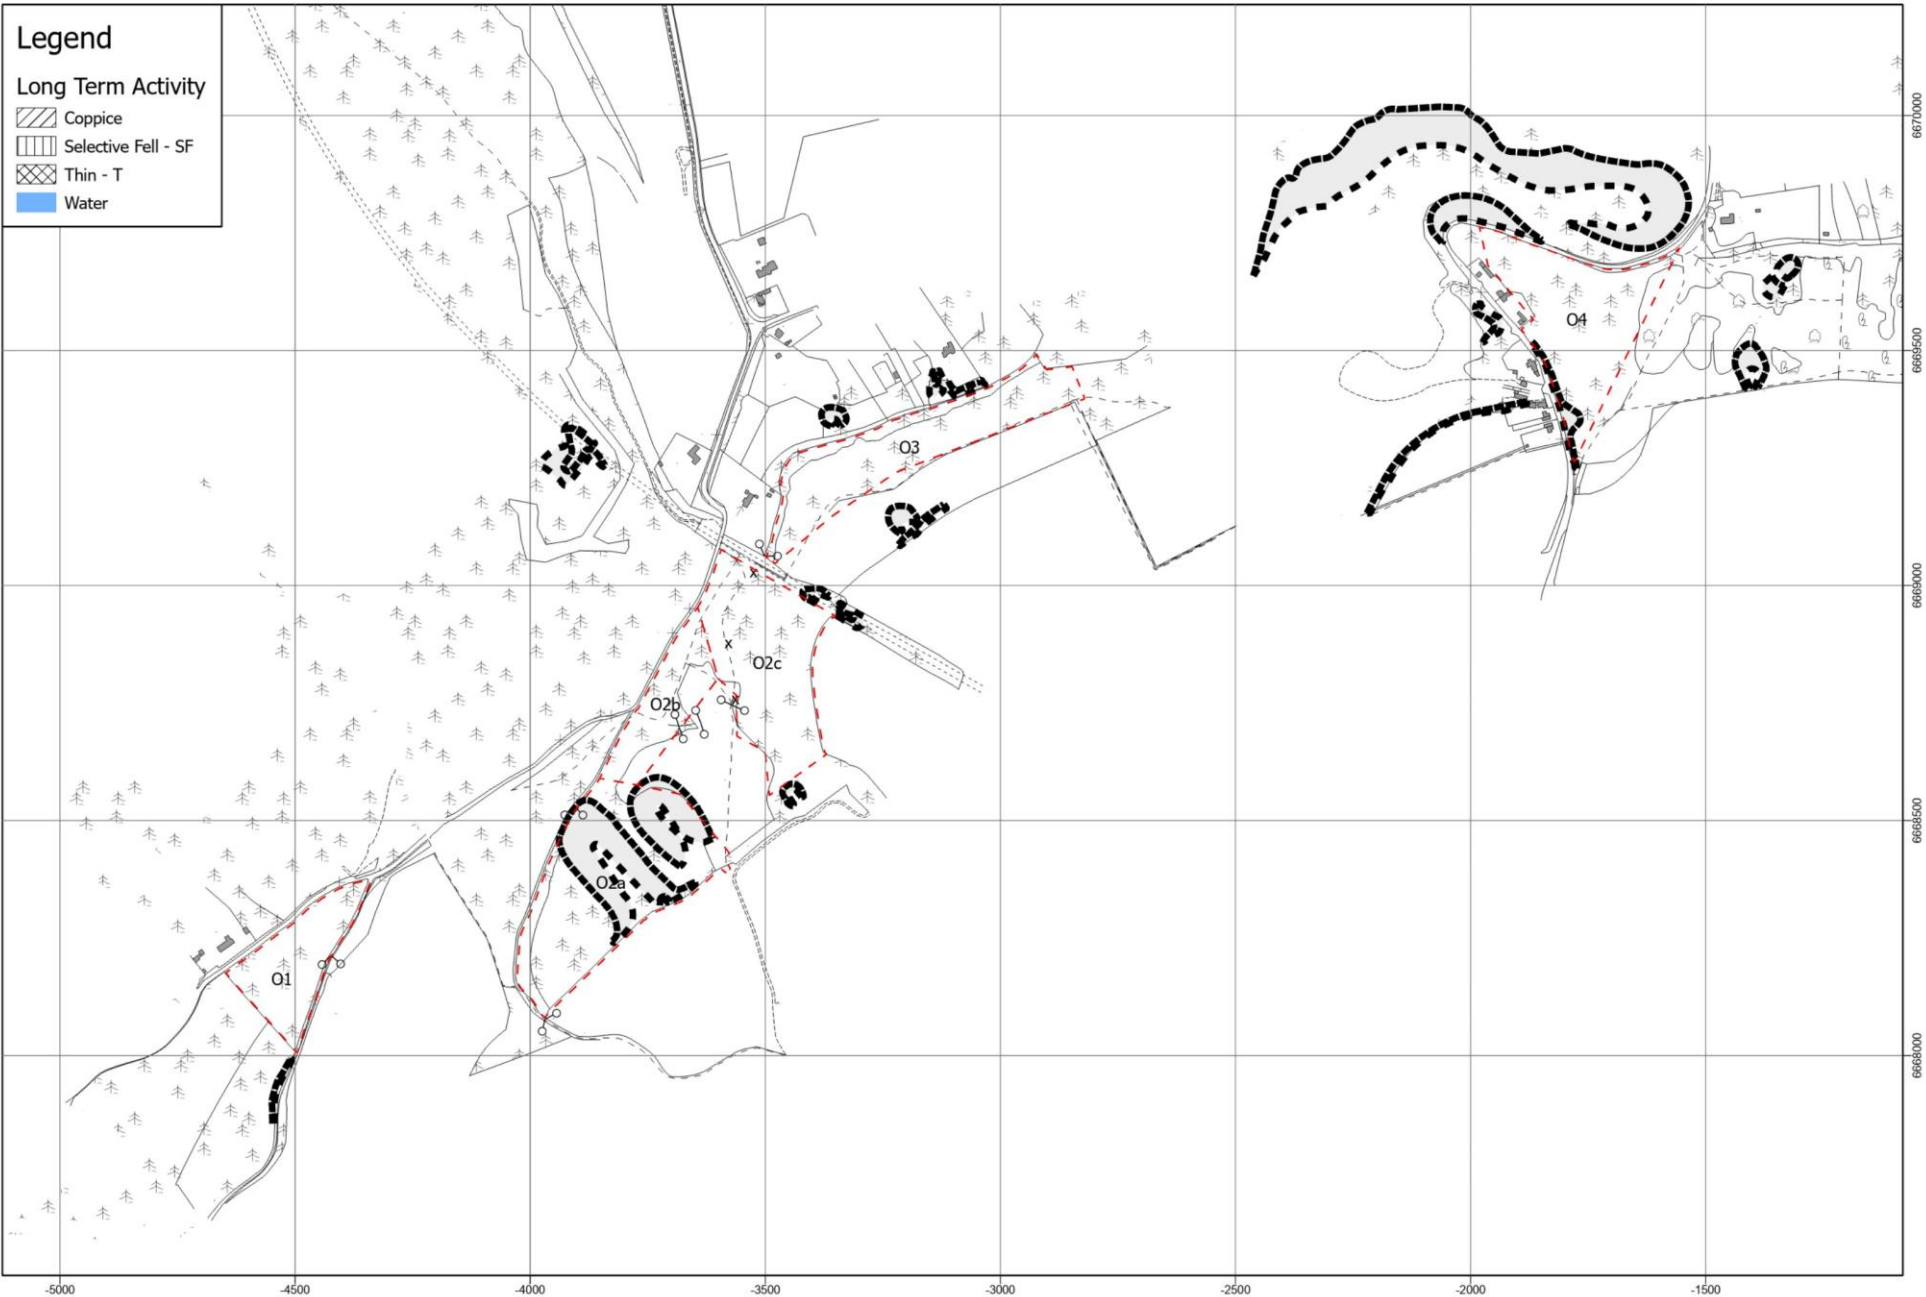 Legend
Long Term Activity
Coppice
Selective Fell - SF
Thin - T
Water
O4
O3
O2c
O2b
O2a
O1
x
x
x
6670000
6669500
6669000
6668500
6668000
-5000
-4500
-4000
-3500
-3000
-2500
-2000
-1500